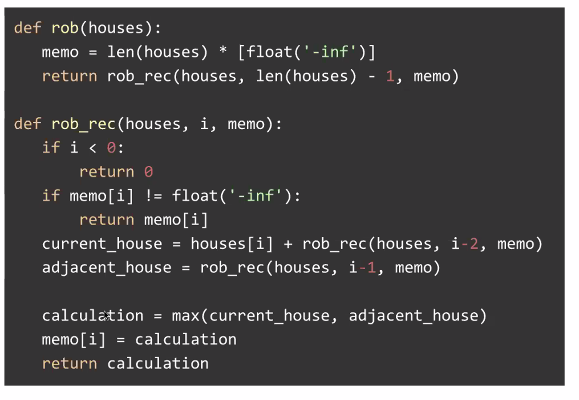 def rob(houses):
    memo = len(houses) * [float('-inf')]
    return rob_rec(houses, len(houses) - 1, memo)

def rob_rec(houses, i, memo):
    if i < 0:
        return 0
    if memo[i] != float('-inf'):
        return memo[i]
    current_house = houses[i] + rob_rec(houses, i-2, memo)
    adjacent_house = rob_rec(houses, i-1, memo)

    calculation = max(current_house, adjacent_house)
    memo[i] = calculation
    return calculation